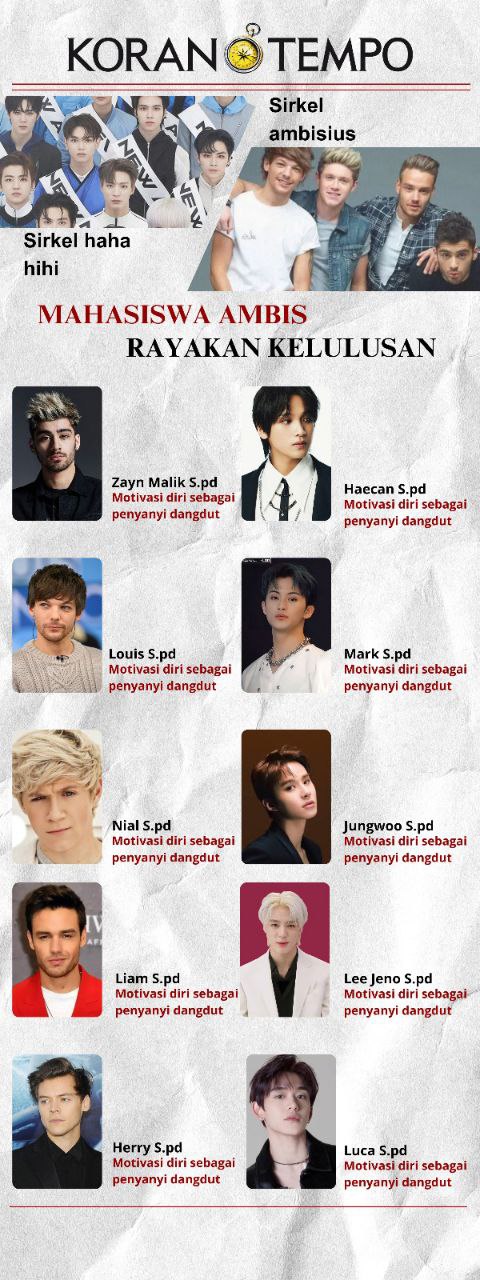 KORAN TEMPO
Sirkel
ambisius
NEW A
NEW A
Sirkel haha
hihi
MAHASISWA AMBIS
RAYAKAN KELULUSAN
Zayn Malik S.pd
Motivasi diri sebagai
penyanyi dangdut
Haecan S.pd
Motivasi diri sebagai
penyanyi dangdut
Louis S.pd
Motivasi diri sebagai
penyanyi dangdut
Mark S.pd
Motivasi diri sebagai
penyanyi dangdut
Nial S.pd
Motivasi diri sebagai
penyanyi dangdut
Jungwoo S.pd
Motivasi diri sebagai
penyanyi dangdut
Liam S.pd
Motivasi diri sebagai
penyanyi dangdut
Lee Jeno S.pd
Motivasi diri sebagai
penyanyi dangdut
Herry S.pd
Motivasi diri sebagai
penyanyi dangdut
Luca S.pd
Motivasi diri sebagai
penyanyi dangdut